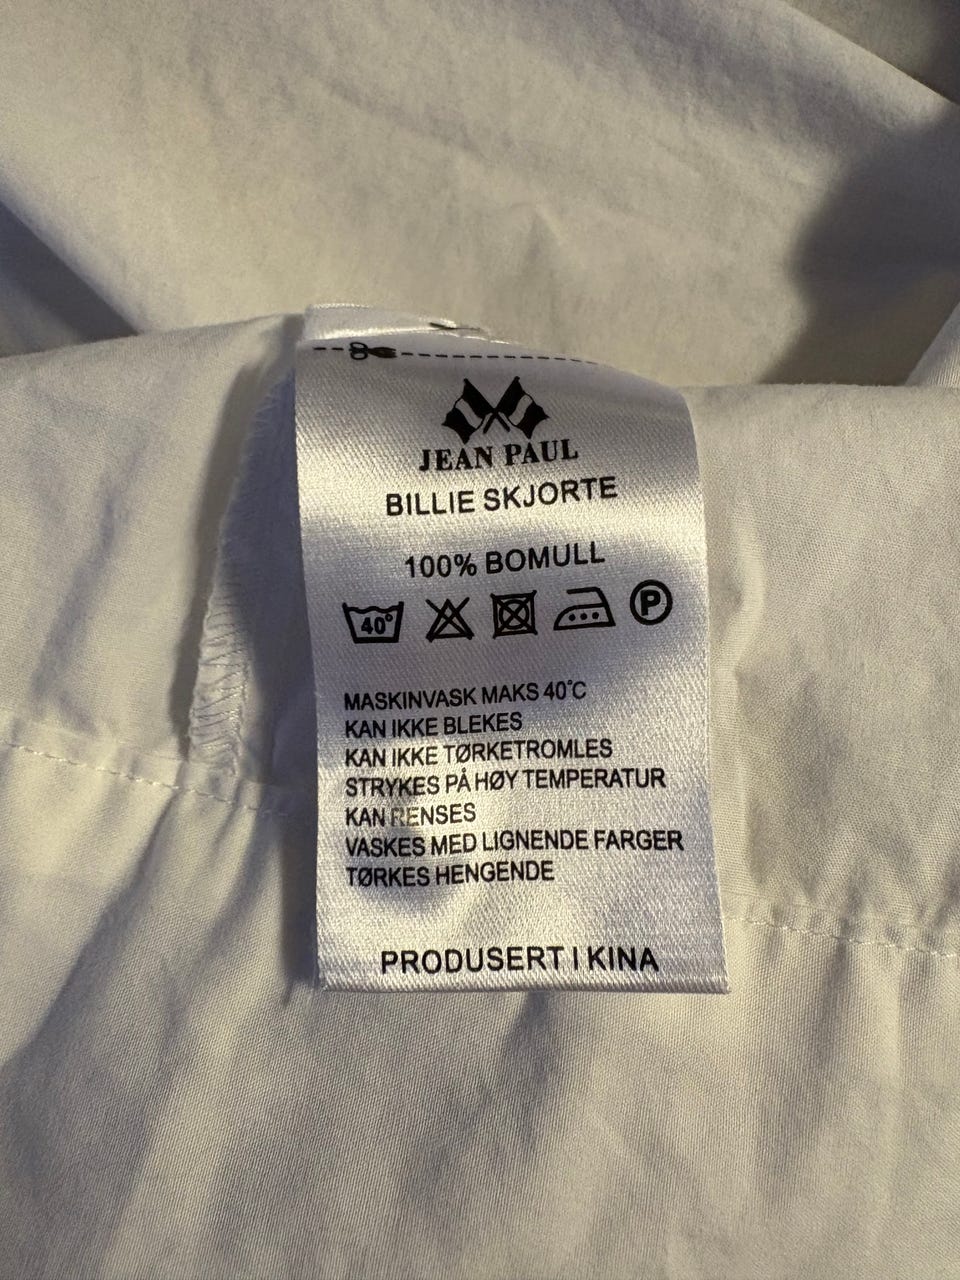 JEAN PAUL
BILLIE SKJORTE
100% BOMULL
40° P
MASKINVASK MAKS 40°C
KAN IKKE BLEKES
KAN IKKE TØRKETROMLES
STRYKES PÅ HØY TEMPERATUR
KAN RENSES
VASKES MED LIGNENDE FARGER
TØRKES HENGENDE
PRODUSERT I KINA